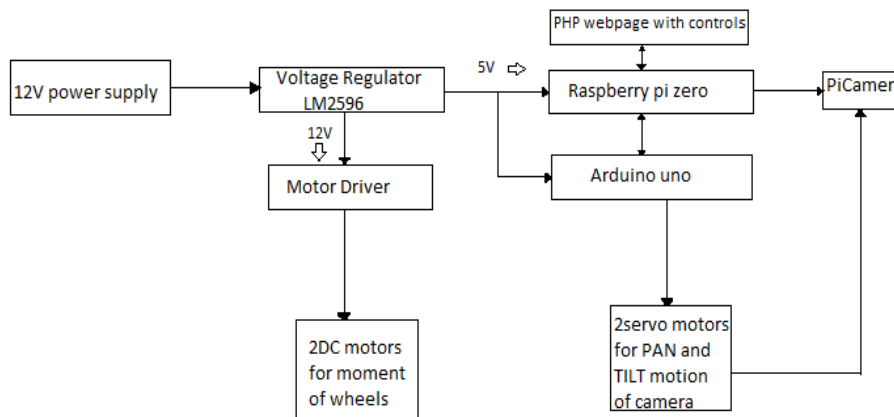 PHP webpage with controls
12V power supply
Voltage Regulator
LM2596
5V
Raspberry pi zero
PiCamer
12V
Motor Driver
Arduino uno
2DC motors
for moment
of wheels
2servo motors
for PAN and
TILT motion
of camera